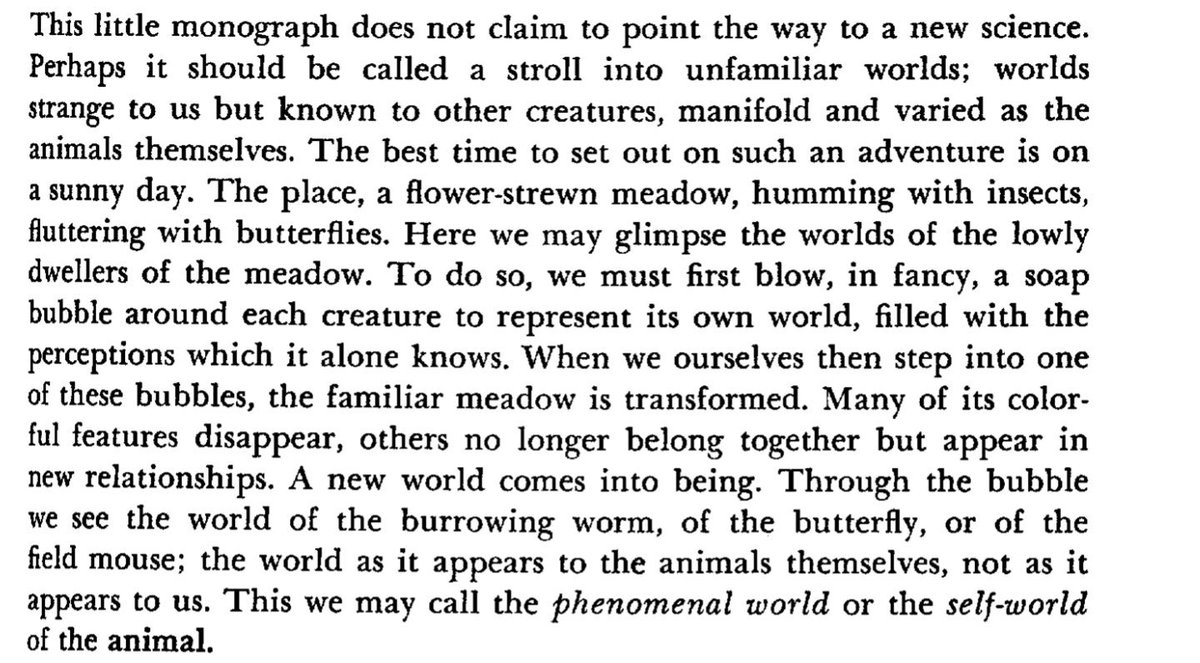 This little monograph does not claim to point the way to a new science.
Perhaps it should be called a stroll into unfamiliar worlds; worlds
strange to us but known to other creatures, manifold and varied as the
animals themselves. The best time to set out on such an adventure is on
a sunny day. The place, a flower-strewn meadow, humming with insects,
fluttering with butterflies. Here we may glimpse the worlds of the lowly
dwellers of the meadow. To do so, we must first blow, in fancy, a soap
bubble around each creature to represent its own world, filled with the
perceptions which it alone knows. When we ourselves then step into one
of these bubbles, the familiar meadow is transformed. Many of its color-
ful features disappear, others no longer belong together but appear in
new relationships. A new world comes into being. Through the bubble
we see the world of the burrowing worm, of the butterfly, or of the
field mouse; the world as it appears to the animals themselves, not as it
appears to us. This we may call the phenomenal world or the self-world
of the animal.